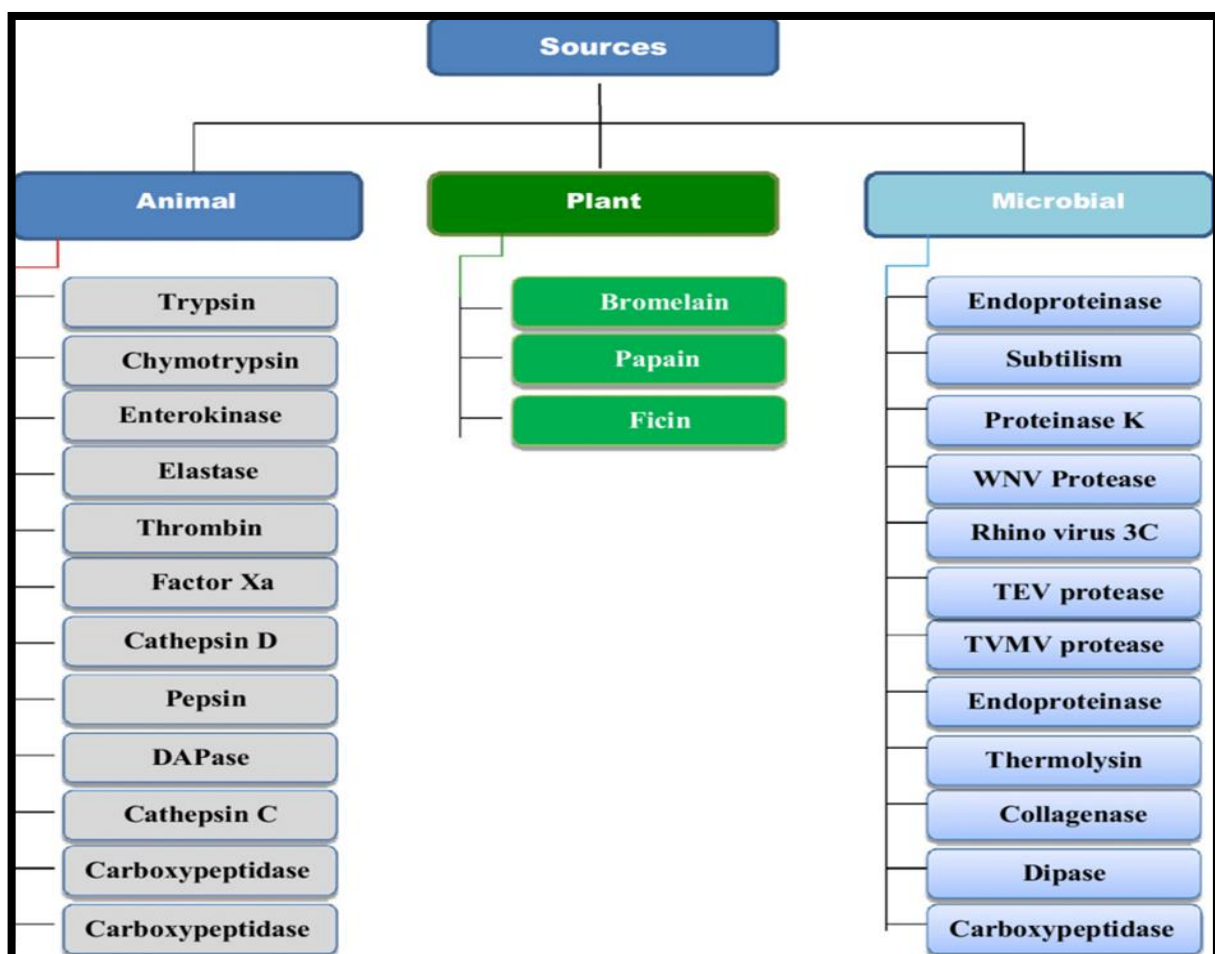 Sources
Animal
Plant
Microbial
Trypsin
Chymotrypsin
Enterokinase
Elastase
Thrombin
Factor Xa
Cathepsin D
Pepsin
DAPase
Cathepsin C
Carboxypeptidase
Carboxypeptidase
Bromelain
Papain
Ficin
Endoproteinase
Subtilism
Proteinase K
WNV Protease
Rhino virus 3C
TEV protease
TVMV protease
Endoproteinase
Thermolysin
Collagenase
Dipase
Carboxypeptidase